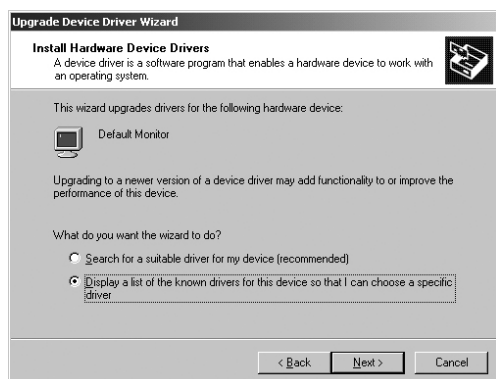 Upgrade Device Driver Wizard
Install Hardware Device Drivers
A device driver is a software program that enables a hardware device to work with
an operating system.
This wizard upgrades drivers for the following hardware device:
Default Monitor
Upgrading to a newer version of a device driver may add functionality to or improve the
performance of this device.
What do you want the wizard to do?
Search for a suitable driver for my device (recommended)
Display a list of the known drivers for this device so that I can choose a specific
driver
< Back
Next >
Cancel